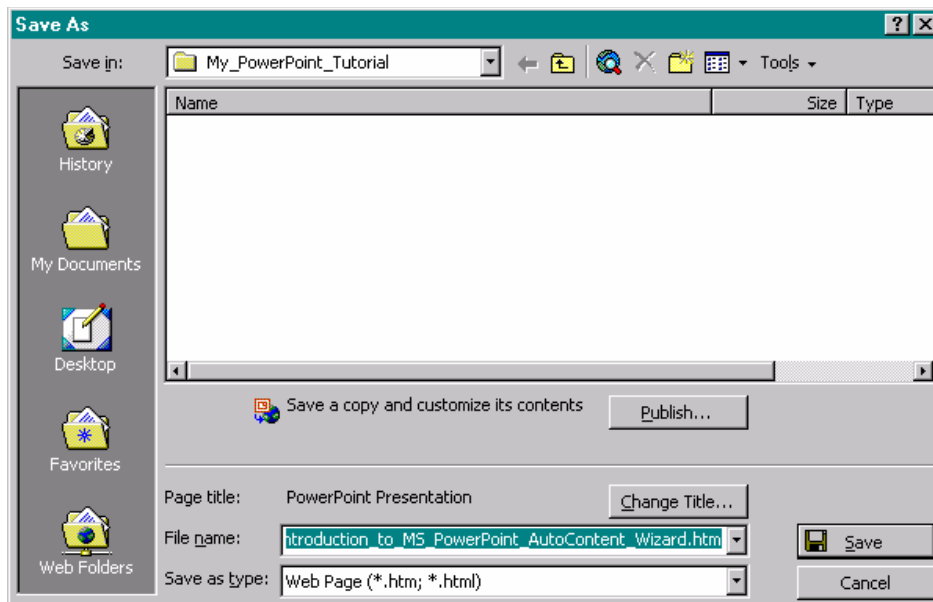 Save As
Save in: My_PowerPoint_Tutorial Tools
Name Size Type
History
My Documents
Desktop
Favorites
Web Folders
Save a copy and customize its contents Publish...
Page title: PowerPoint Presentation Change Title...
File name: ntroduction_to_MS_PowerPoint_AutoContent_Wizard.htm Save
Save as type: Web Page (*.htm; *.html) Cancel